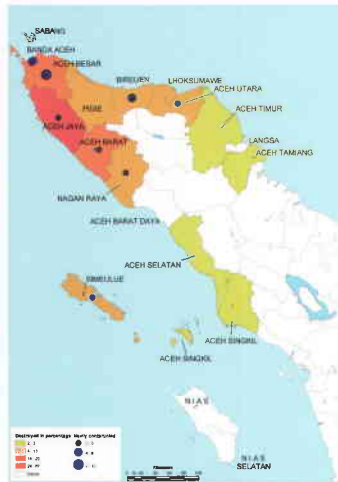 SABANG
BANDA ACEH
ACEH BESAR
BIREUEN
LHOKSUMAWE
ACEH UTARA
PIDIE
ACEH TIMUR
ACEH JAYA
ACEH BARAT
LANGSA
ACEH TAMIANG
NAGAN RAYA
ACEH BARAT DAYA
ACEH SELATAN
SIMEULUE
ACEH SINGKIL
ACEH SINGKIL
NIAS
NIAS
SELATAN
Destroyed in percentage
Newly constructed
Kilometers